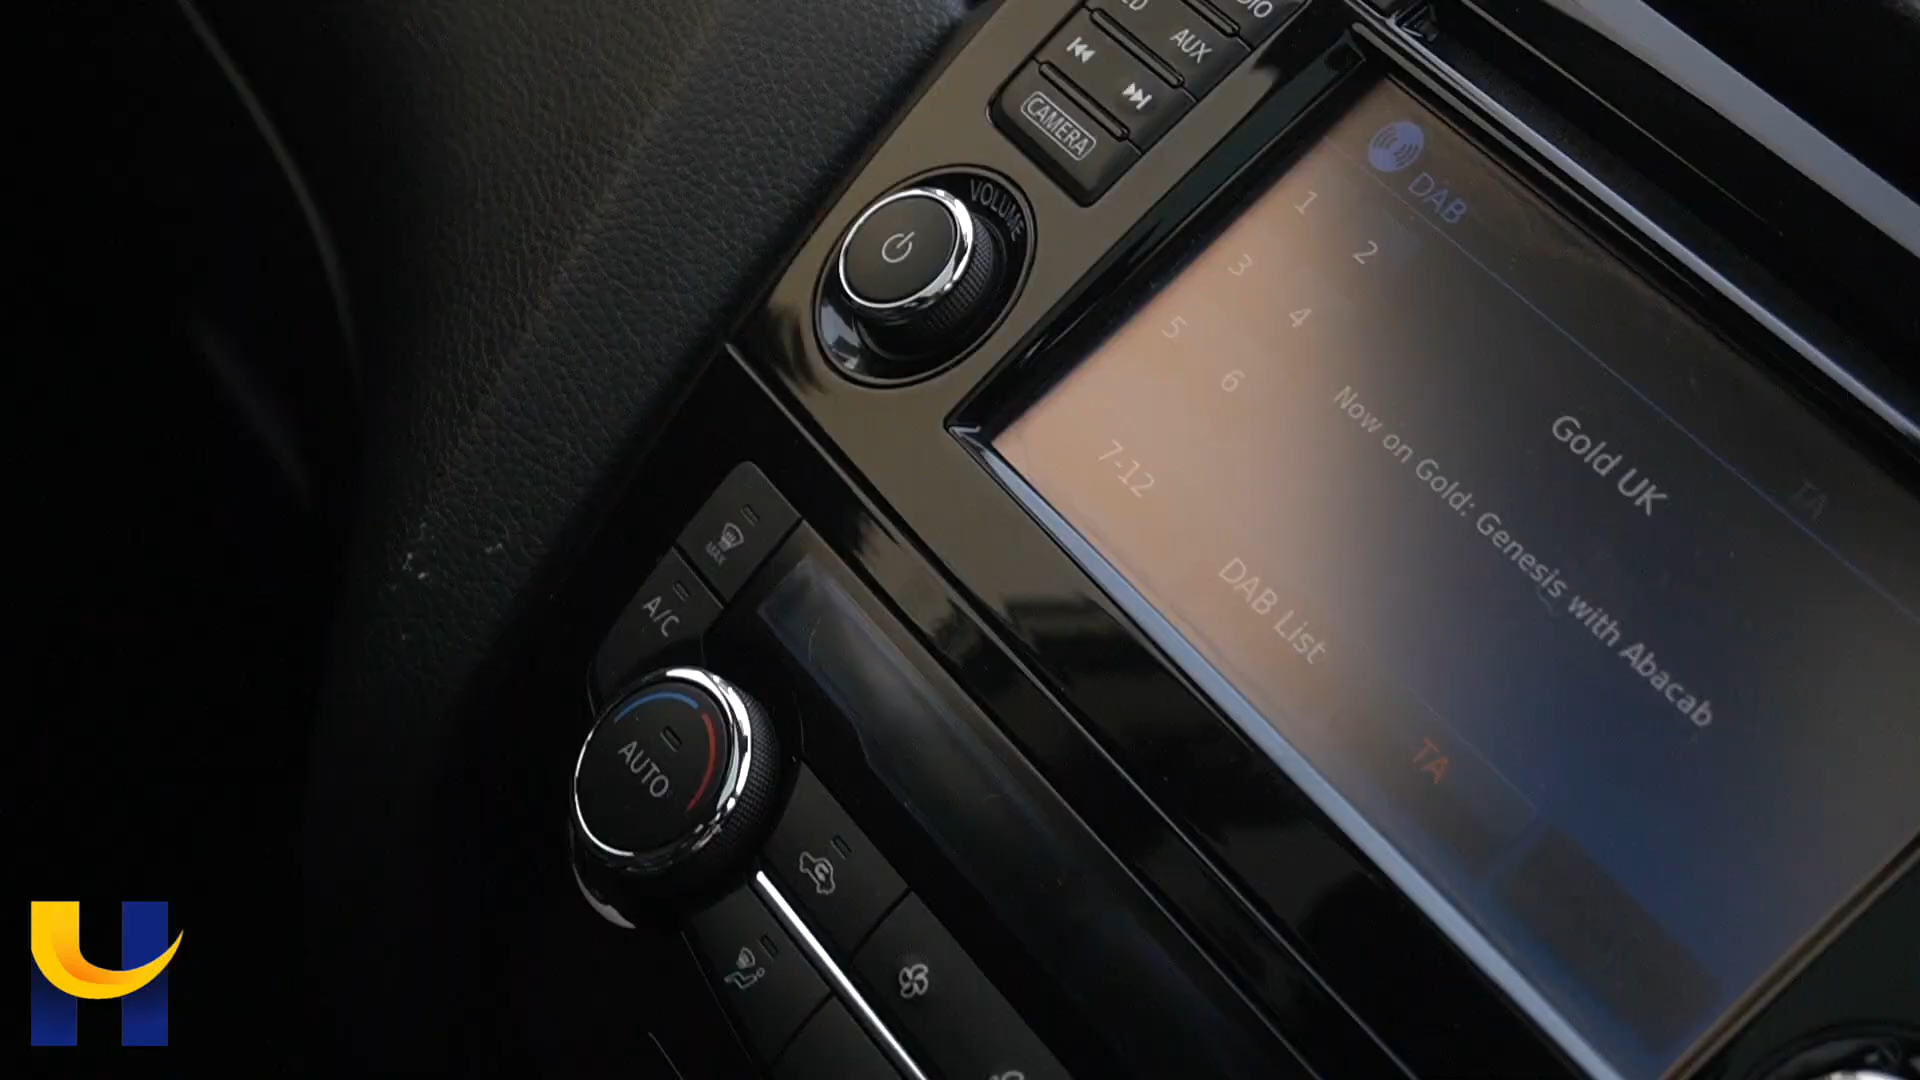 AUX
CAMERA
VOLUME
DAB
1
2
3
4
5
6
7-12
DAB List
Gold UK
Now on Gold: Genesis with Abacab
TA
TA
MAX
A/C
AUTO